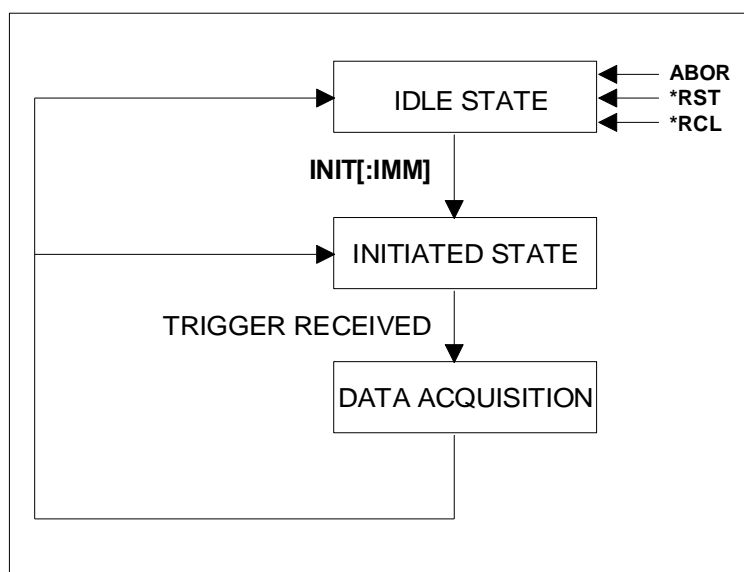 IDLE STATE
ABOR
*RST
*RCL
INIT[:IMM]
INITIATED STATE
TRIGGER RECEIVED
DATA ACQUISITION